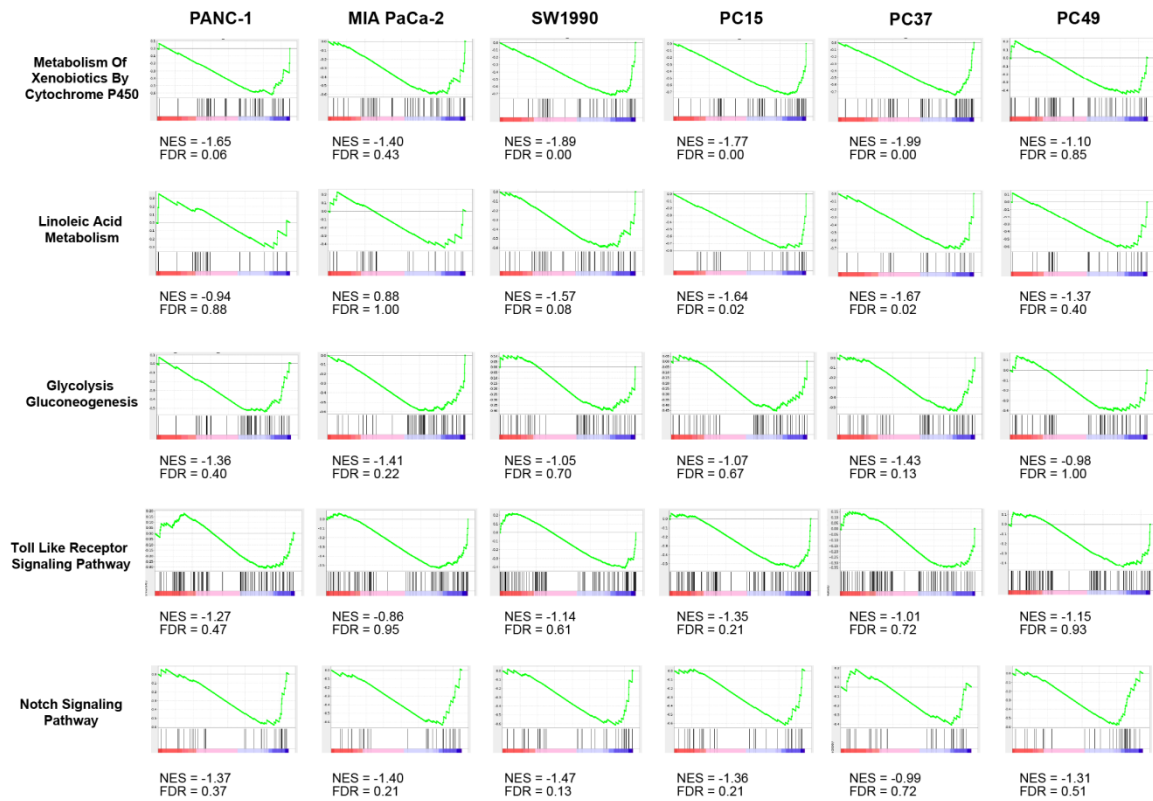 PANC-1 MIA PaCa-2 SW1990 PC15 PC37 PC49
Metabolism Of
Xenobiotics By
Cytochrome P450
NES = -1.65 NES = -1.40 NES = -1.89 NES = -1.77 NES = -1.99 NES = -1.10
FDR = 0.06 FDR = 0.43 FDR = 0.00 FDR = 0.00 FDR = 0.00 FDR = 0.85
Linoleic Acid
Metabolism
NES = -0.94 NES = 0.88 NES = -1.57 NES = -1.64 NES = -1.67 NES = -1.37
FDR = 0.88 FDR = 1.00 FDR = 0.08 FDR = 0.02 FDR = 0.02 FDR = 0.40
Glycolysis
Gluconeogenesis
NES = -1.36 NES = -1.41 NES = -1.05 NES = -1.07 NES = -1.43 NES = -0.98
FDR = 0.40 FDR = 0.22 FDR = 0.70 FDR = 0.67 FDR = 0.13 FDR = 1.00
Toll Like Receptor
Signaling Pathway
NES = -1.27 NES = -0.86 NES = -1.14 NES = -1.35 NES = -1.01 NES = -1.15
FDR = 0.47 FDR = 0.95 FDR = 0.61 FDR = 0.21 FDR = 0.72 FDR = 0.93
Notch Signaling
Pathway
NES = -1.37 NES = -1.40 NES = -1.47 NES = -1.36 NES = -0.99 NES = -1.31
FDR = 0.37 FDR = 0.21 FDR = 0.13 FDR = 0.21 FDR = 0.72 FDR = 0.51